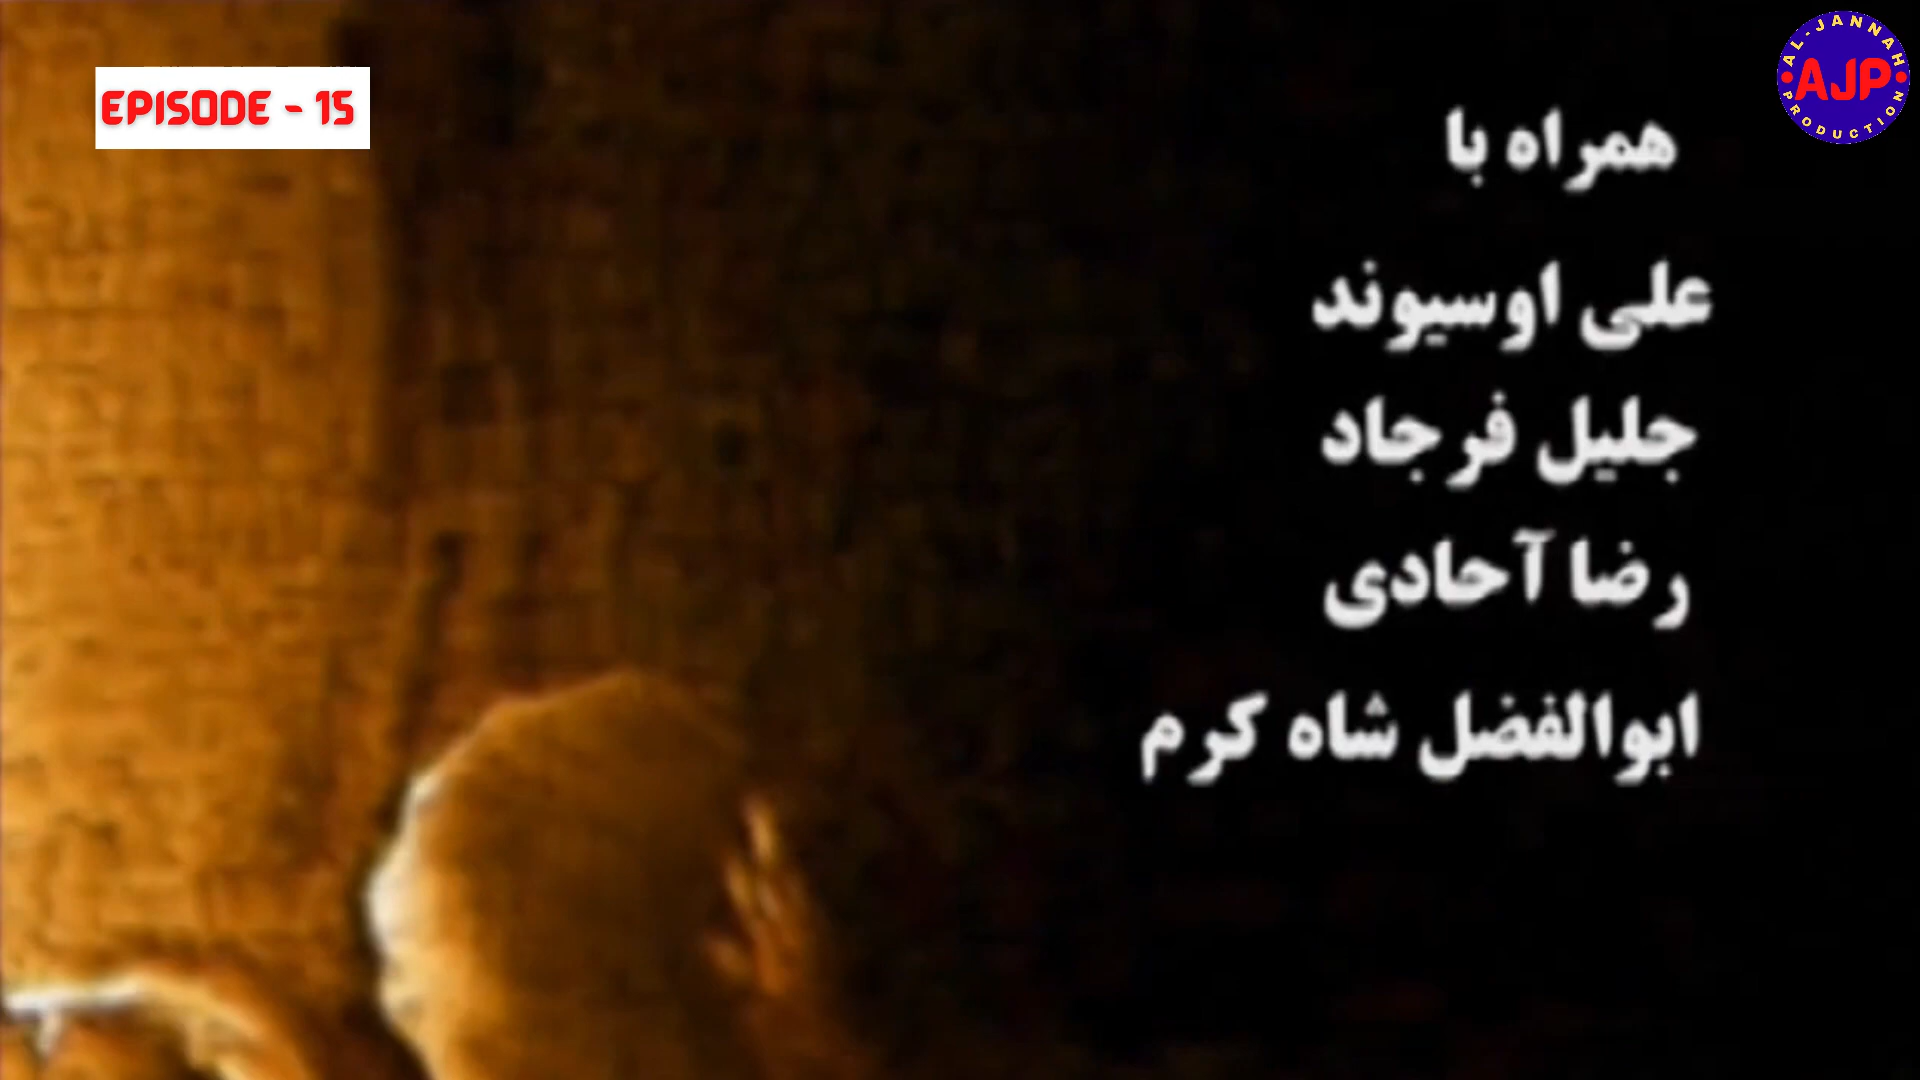 EPISODE - 15
AL-JANNAH
AJP
PRODUCTION
همراه با
علی اوسیوند
جلیل فرجاد
رضا آحادی
ابوالفضل شاه کرم